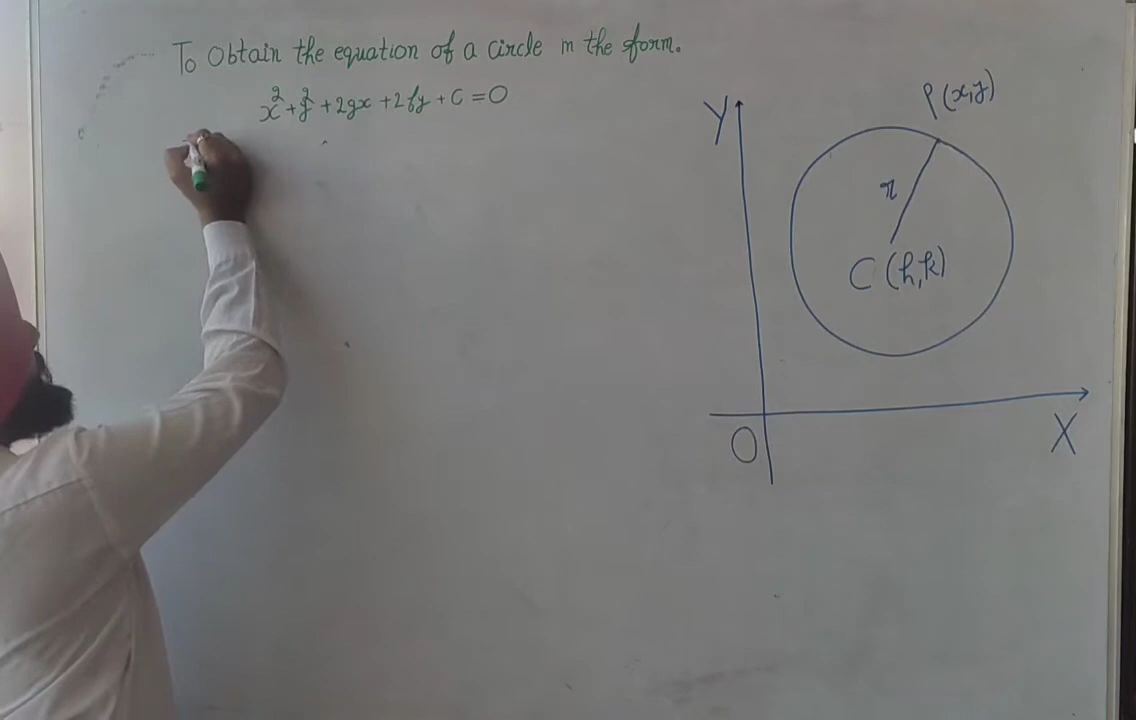 To Obtain the equation of a circle in the form.
x² + y² + 2gx + 2fy + C = 0
Y
P(x,y)
r
C (h,k)
O
X